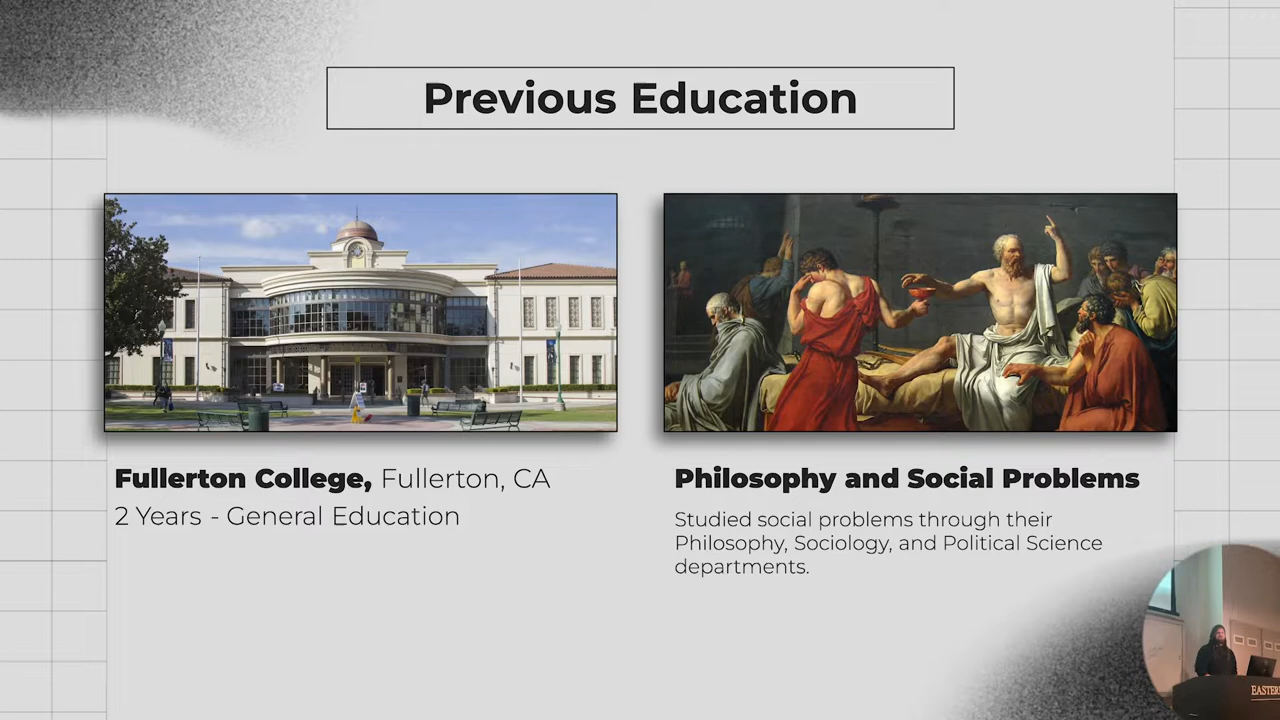 Previous Education
Fullerton College, Fullerton, CA
2 Years - General Education
Philosophy and Social Problems
Studied social problems through their
Philosophy, Sociology, and Political Science
departments.
EASTER